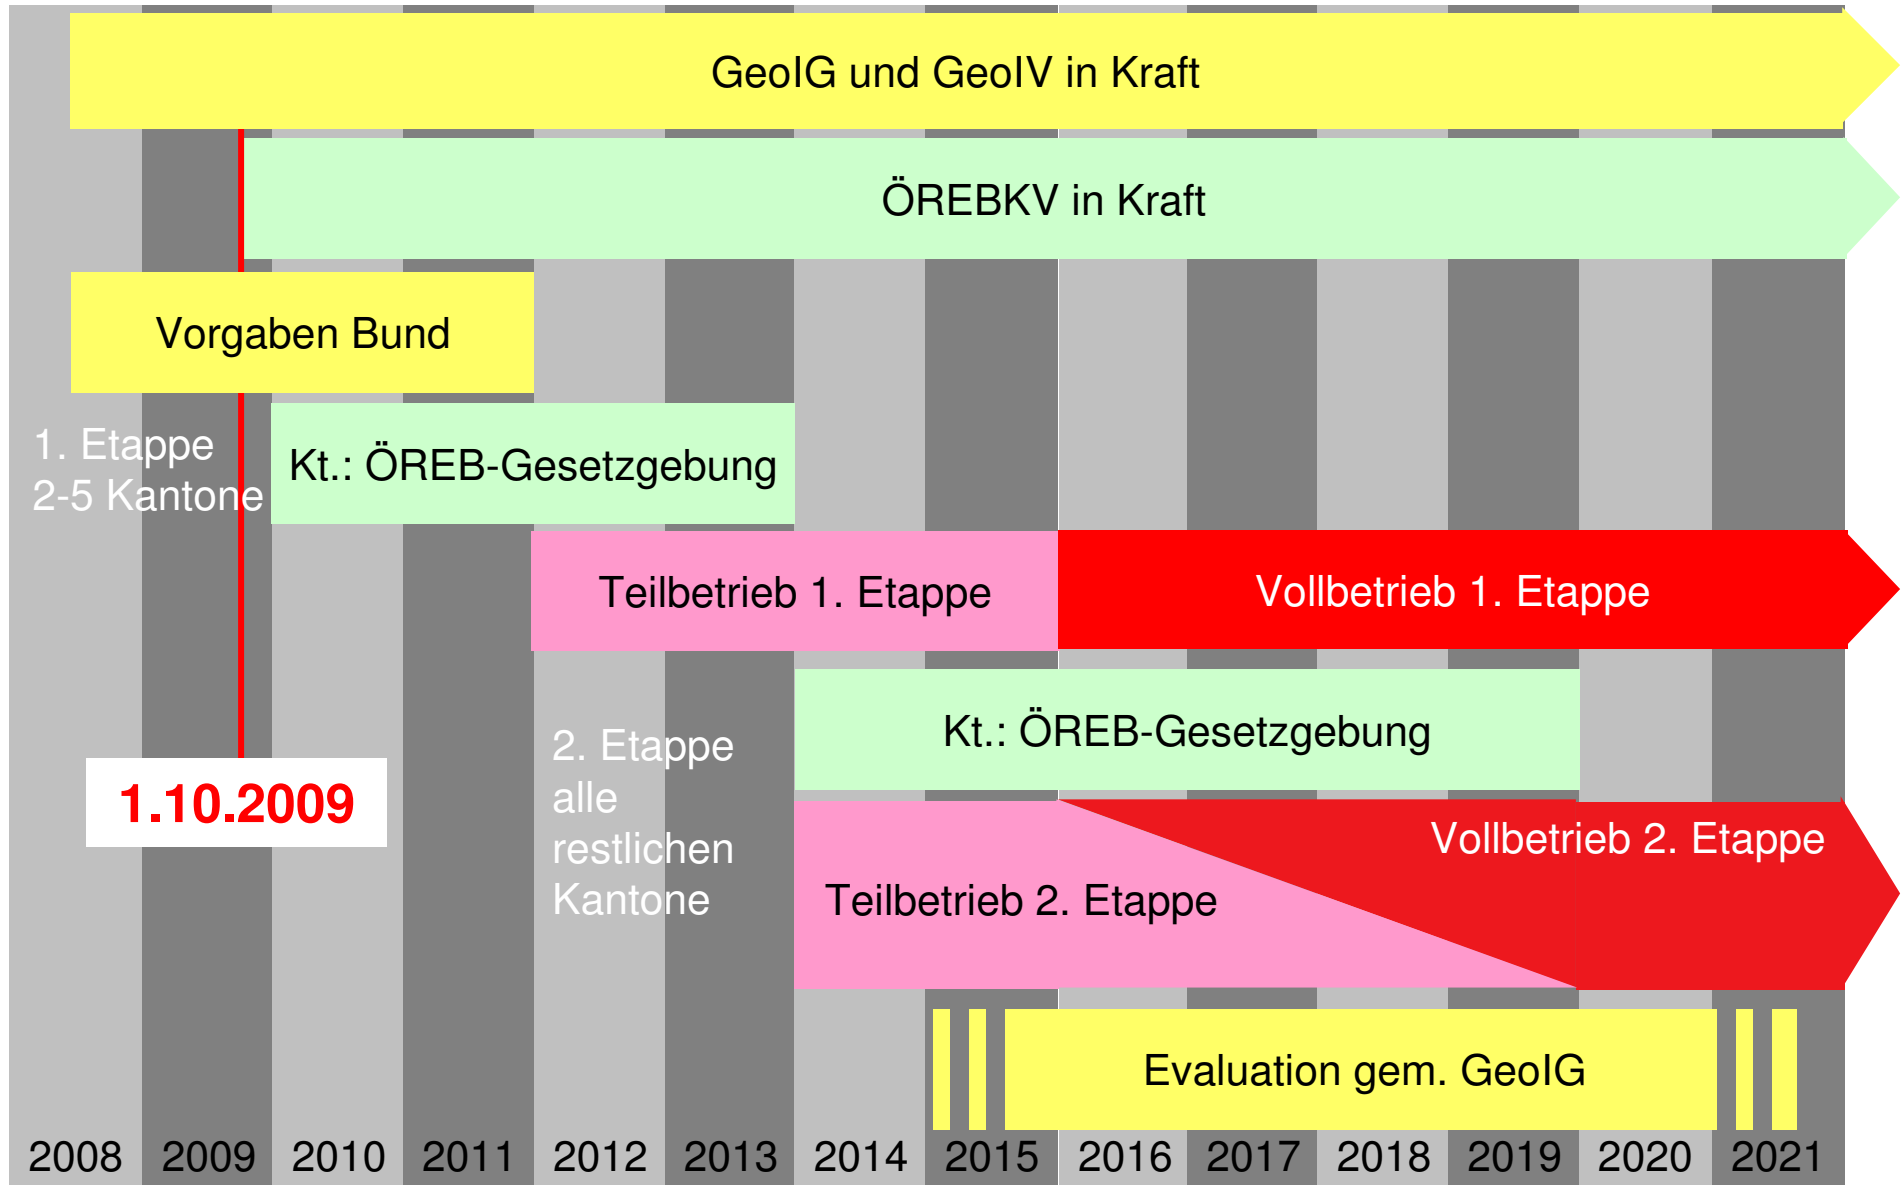 GeoIG und GeoIV in Kraft
ÖREBKV in Kraft
Vorgaben Bund
1. Etappe
2-5 Kantone
Kt.: ÖREB-Gesetzgebung
Teilbetrieb 1. Etappe
Vollbetrieb 1. Etappe
Kt.: ÖREB-Gesetzgebung
2. Etappe
alle
restlichen
Kantone
1.10.2009
Vollbetrieb 2. Etappe
Teilbetrieb 2. Etappe
Evaluation gem. GeoIG
2008 2009 2010 2011 2012 2013 2014 2015 2016 2017 2018 2019 2020 2021